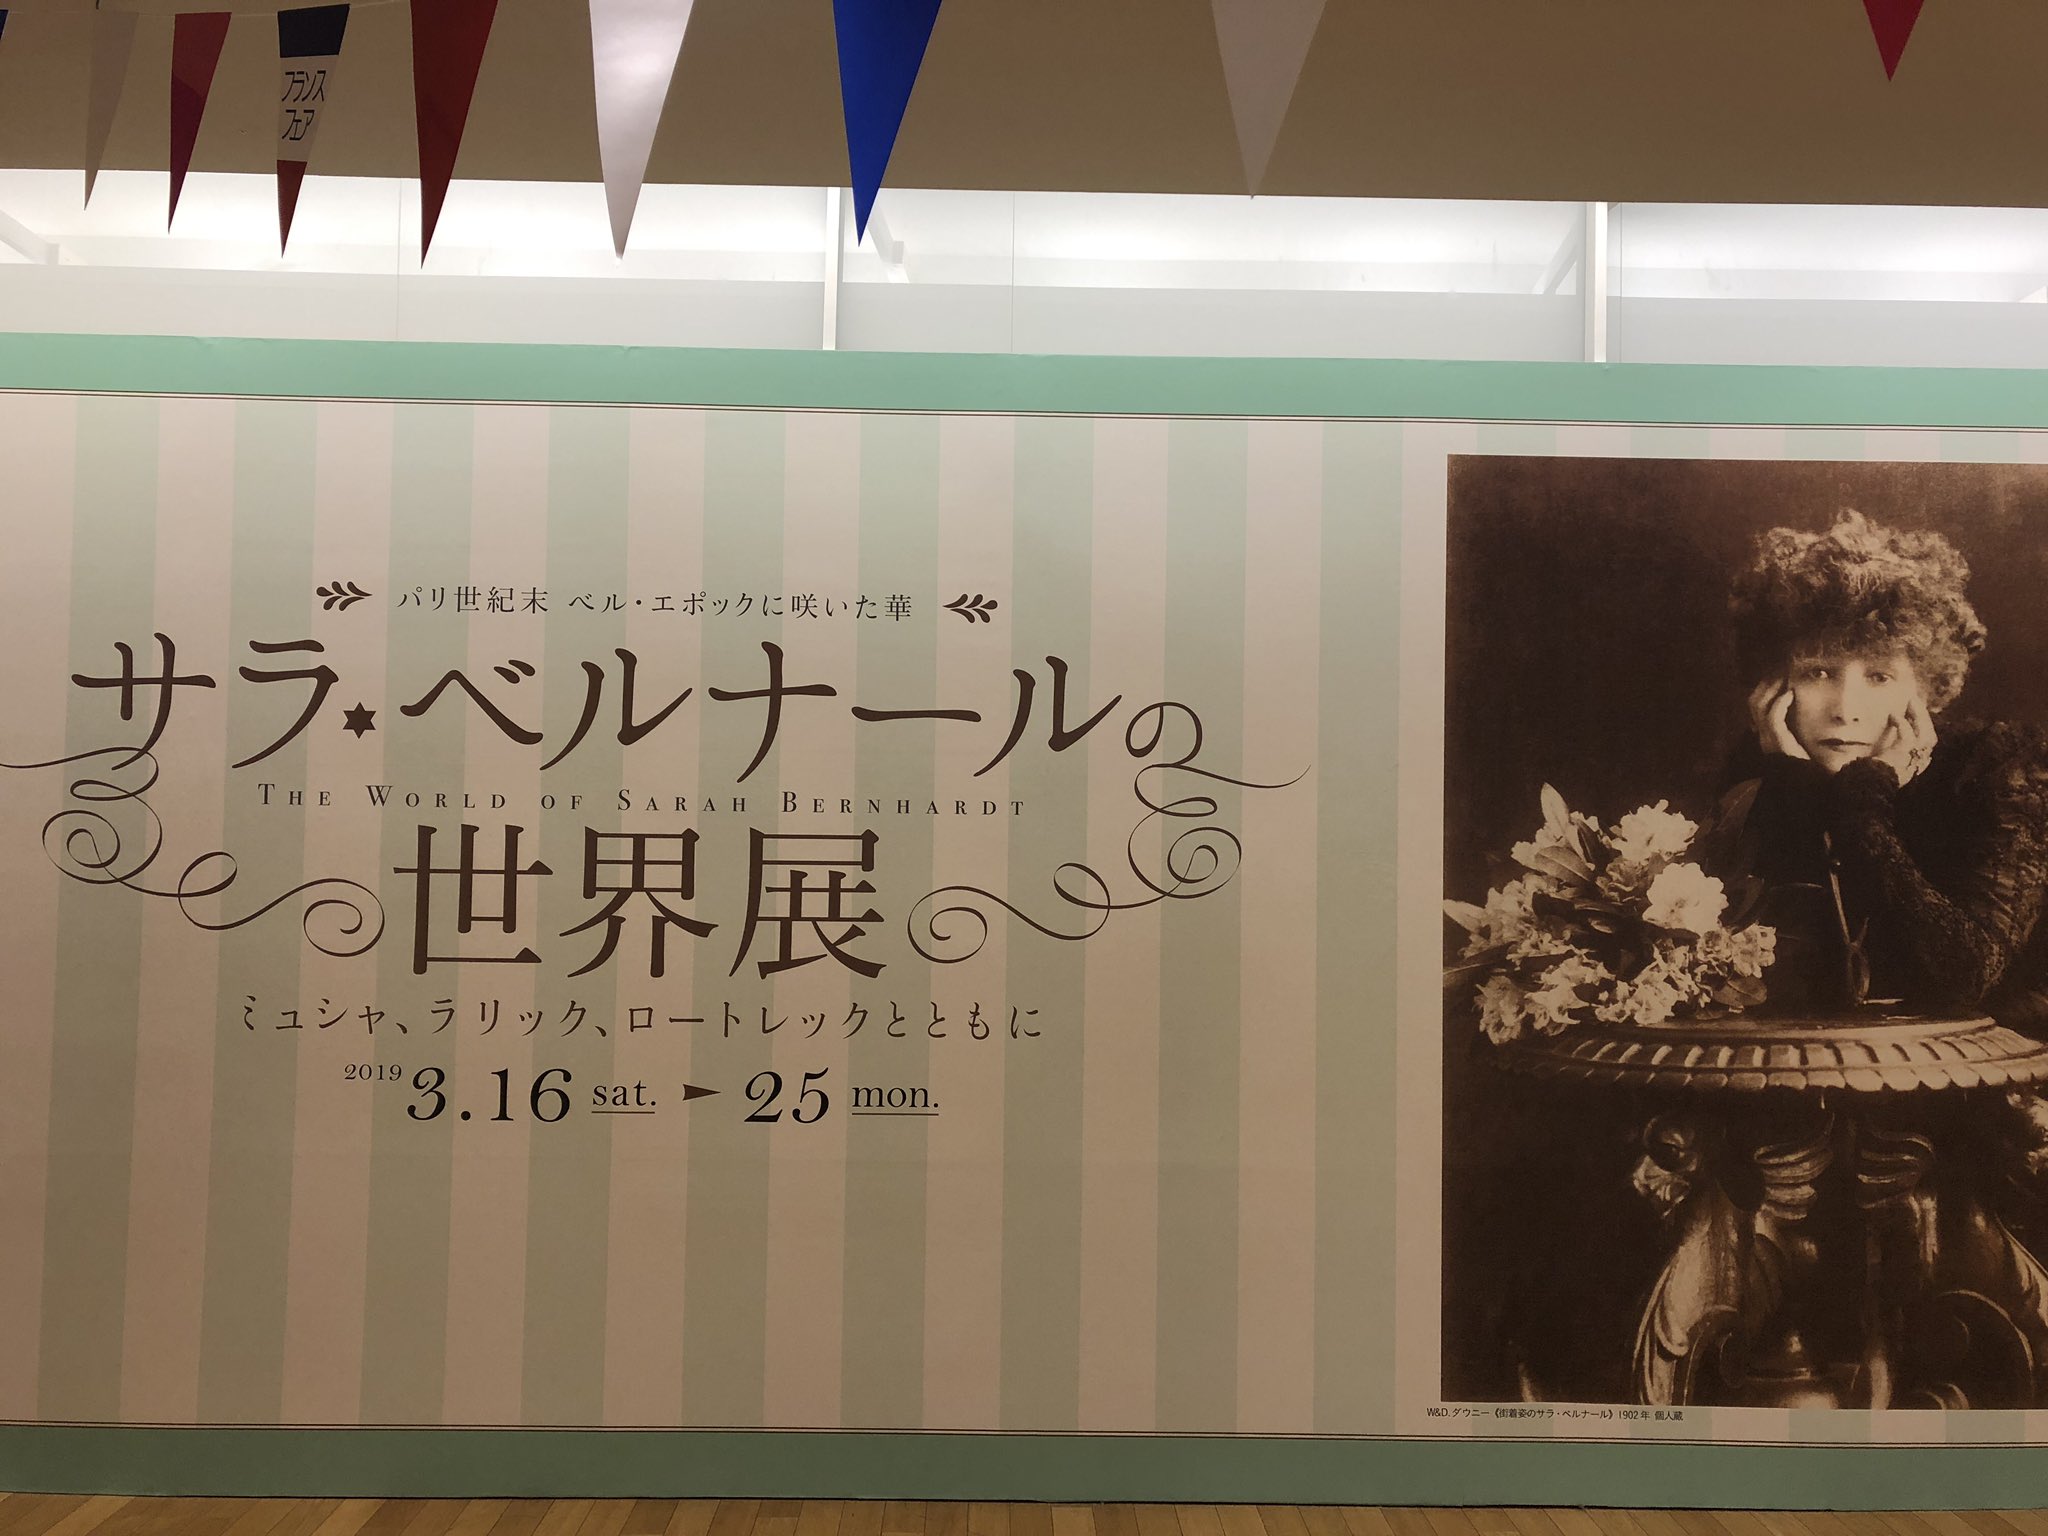 フランス
フェア
パリ世紀末 ベル・エポックに咲いた華
サラ・ベルナールの
THE WORLD OF SARAH BERNHARDT
世界展
ミュシャ、ラリック、ロートレックとともに
2019 3.16 sat. ► 25 mon.
W&D.ダウニー《街着姿のサラ・ベルナール》1902年 個人蔵